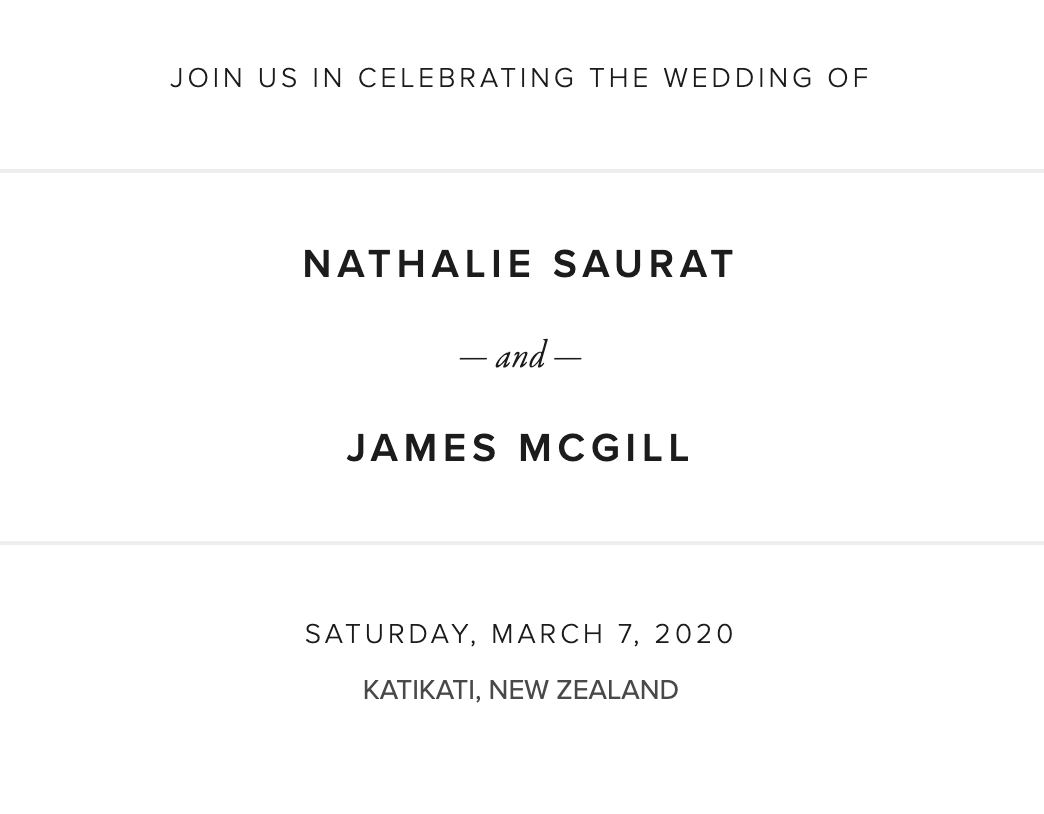 JOIN US IN CELEBRATING THE WEDDING OF
NATHALIE SAURAT
— and —
JAMES MCGILL
SATURDAY, MARCH 7, 2020
KATIKATI, NEW ZEALAND